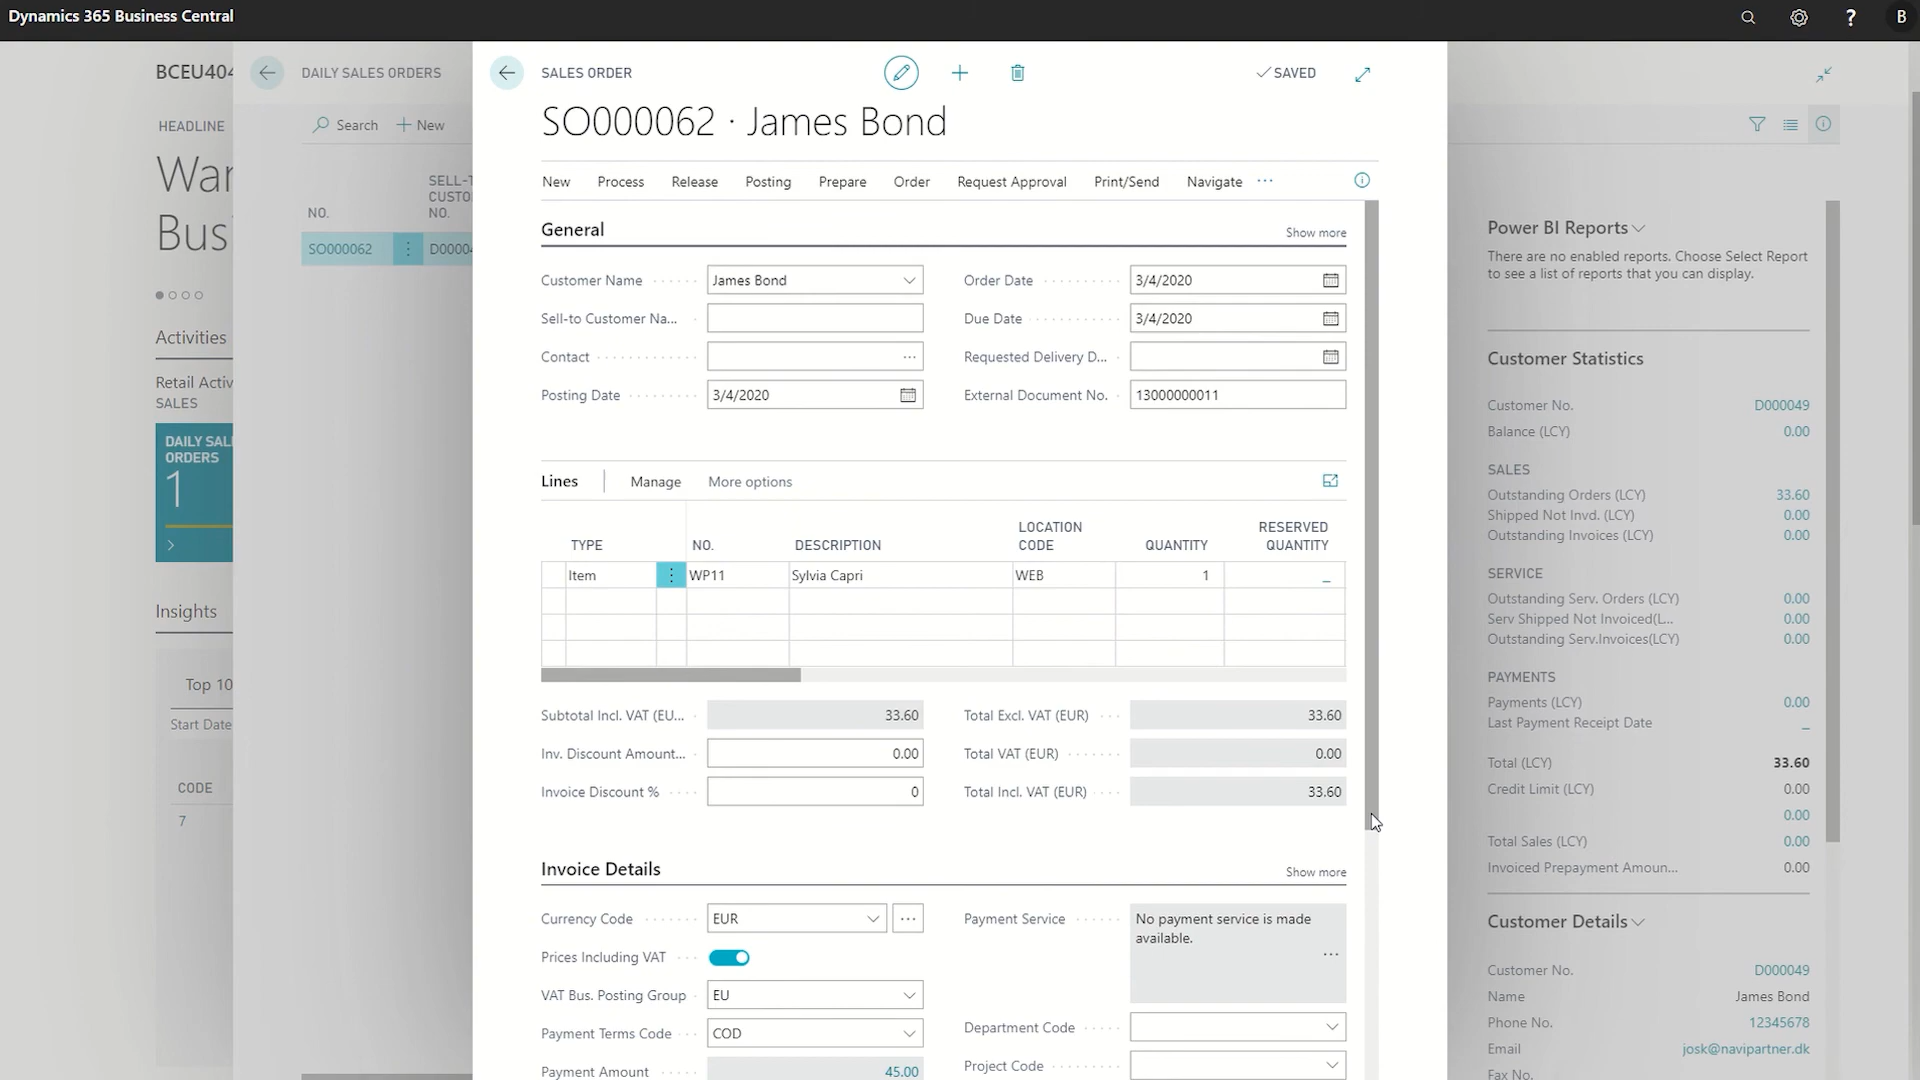 Dynamics 365 Business Central
? B
BCEU404
HEADLINE
Activities
Retail Activ
SALES
DAILY SAL
ORDERS
1
Insights
Top 10
Start Date
CODE
7
DAILY SALES ORDERS
Search + New
NO.
SELL-T
CUSTO
NO.
SO000062 D00004
SALES ORDER
SAVED
SO000062 · James Bond
New Process Release Posting Prepare Order Request Approval Print/Send Navigate ···
General
Show more
Customer Name James Bond
Sell-to Customer Na...
Contact ...
Posting Date 3/4/2020
Order Date 3/4/2020
Due Date 3/4/2020
Requested Delivery D...
External Document No. 13000000011
Lines Manage More options
TYPE NO. DESCRIPTION LOCATION CODE QUANTITY RESERVED QUANTITY
Item WP11 Sylvia Capri WEB 1 _
Subtotal Incl. VAT (EU... 33.60
Inv. Discount Amount... 0.00
Invoice Discount % 0
Total Excl. VAT (EUR) 33.60
Total VAT (EUR) 0.00
Total Incl. VAT (EUR) 33.60
Invoice Details
Show more
Currency Code EUR ...
Prices Including VAT
VAT Bus. Posting Group EU
Payment Terms Code COD
Payment Amount 45.00
Payment Service No payment service is made
available.
...
Department Code
Project Code
Power BI Reports
There are no enabled reports. Choose Select Report
to see a list of reports that you can display.
Customer Statistics
Customer No. D000049
Balance (LCY) 0.00
SALES
Outstanding Orders (LCY) 33.60
Shipped Not Invd. (LCY) 0.00
Outstanding Invoices (LCY) 0.00
SERVICE
Outstanding Serv. Orders (LCY) 0.00
Serv Shipped Not Invoiced(L... 0.00
Outstanding Serv.Invoices(LCY) 0.00
PAYMENTS
Payments (LCY) 0.00
Last Payment Receipt Date _
Total (LCY) 33.60
Credit Limit (LCY) 0.00
0.00
Total Sales (LCY) 0.00
Invoiced Prepayment Amoun... 0.00
Customer Details
Customer No. D000049
Name James Bond
Phone No. 12345678
Email josk@navipartner.dk
Fax No.